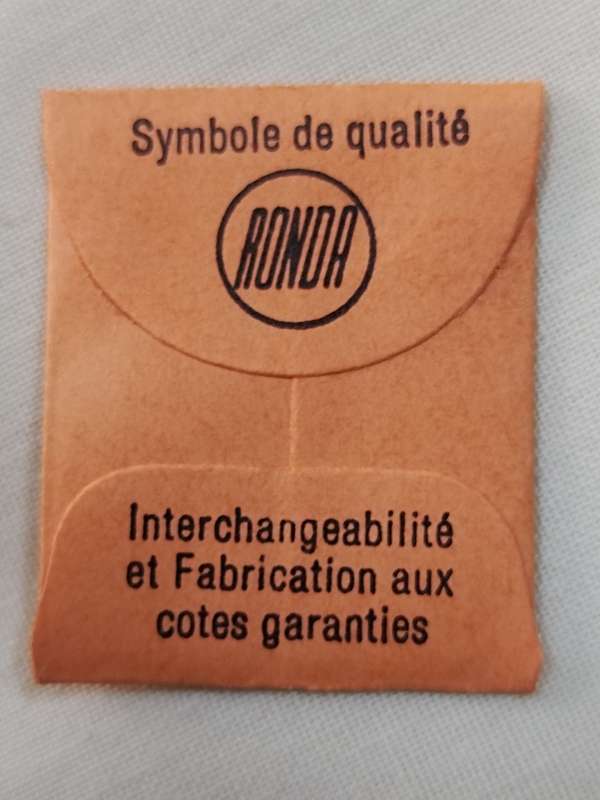 Symbole de qualité
RONDA
Interchangeabilité
et Fabrication aux
cotes garanties